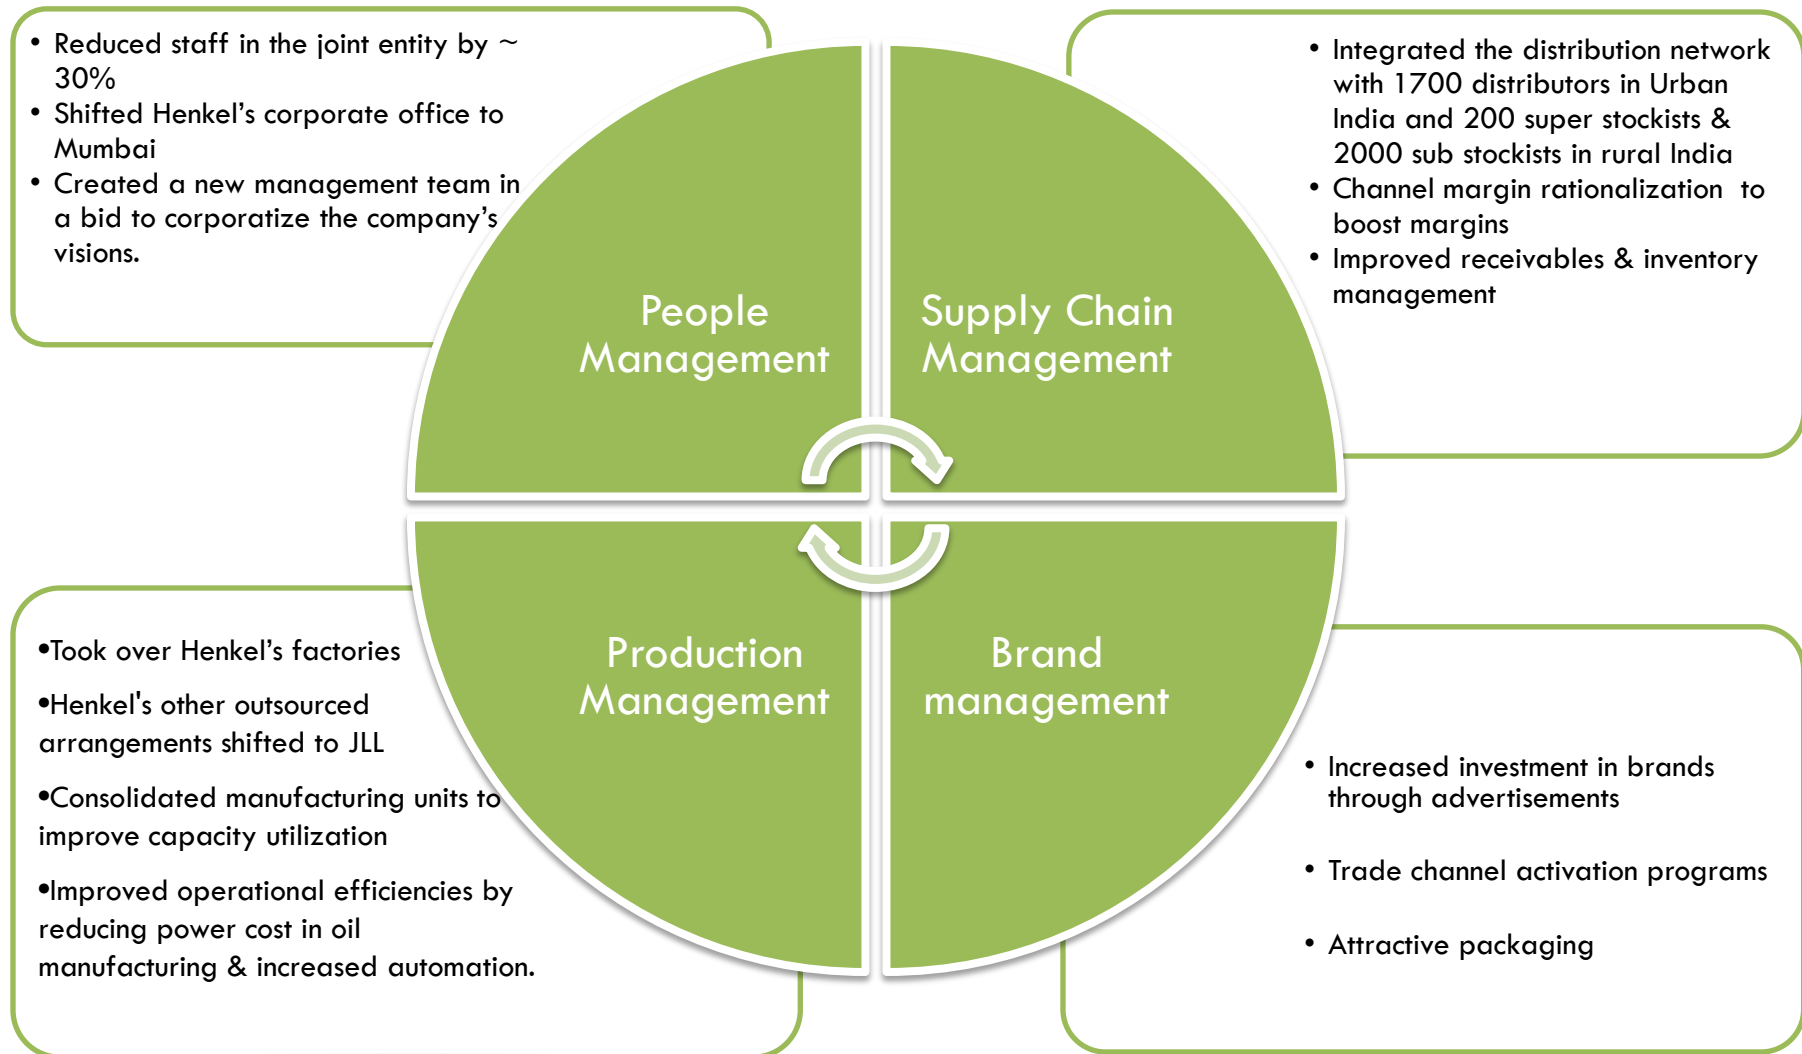 • Reduced staff in the joint entity by ~
30%
• Shifted Henkel’s corporate office to
Mumbai
• Created a new management team in
a bid to corporatize the company’s
visions.
• Integrated the distribution network
with 1700 distributors in Urban
India and 200 super stockists &
2000 sub stockists in rural India
• Channel margin rationalization to
boost margins
• Improved receivables & inventory
management
People
Management
Supply Chain
Management
Production
Management
Brand
management
•Took over Henkel’s factories
•Henkel's other outsourced
arrangements shifted to JLL
•Consolidated manufacturing units to
improve capacity utilization
•Improved operational efficiencies by
reducing power cost in oil
manufacturing & increased automation.
• Increased investment in brands
through advertisements
• Trade channel activation programs
• Attractive packaging